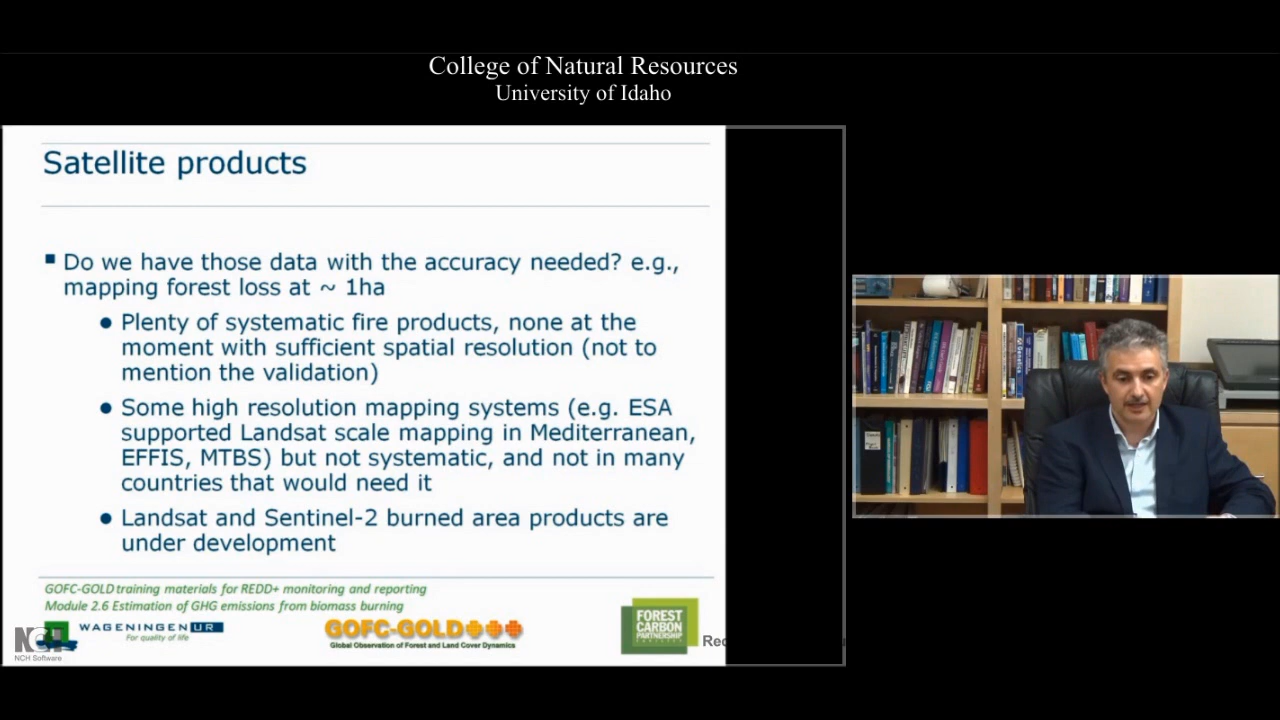 College of Natural Resources
University of Idaho
Satellite products
Do we have those data with the accuracy needed? e.g.,
mapping forest loss at ~ 1ha
Plenty of systematic fire products, none at the
moment with sufficient spatial resolution (not to
mention the validation)
Some high resolution mapping systems (e.g. ESA
supported Landsat scale mapping in Mediterranean,
EFFIS, MTBS) but not systematic, and not in many
countries that would need it
Landsat and Sentinel-2 burned area products are
under development
GOFC-GOLD training materials for REDD+ monitoring and reporting
Module 2.6 Estimation of GHG emissions from biomass burning
WAGENINGEN UR
For quality of life
NCH
NCH Software
GOFC-GOLD
Global Observation of Forest and Land Cover Dynamics
FOREST
CARBON
PARTNERSHIP
Rec
Genetics